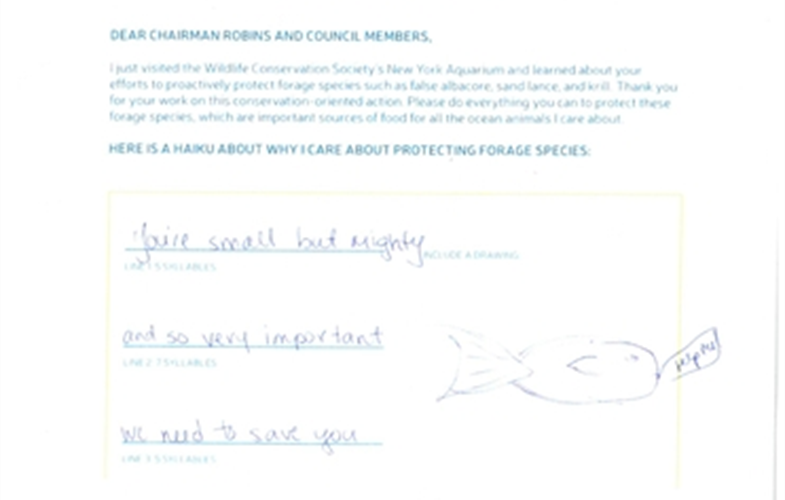 DEAR CHAIRMAN ROBINS AND COUNCIL MEMBERS,
I just visited the Wildlife Conservation Society's New York Aquarium and learned about your
efforts to proactively protect forage species such as false albacore, sand lance, and krill. Thank you
for your work on this conservation-oriented action. Please do everything you can to protect these
forage species, which are important sources of food for all the ocean animals I care about.
HERE IS A HAIKU ABOUT WHY I CARE ABOUT PROTECTING FORAGE SPECIES:
You're small but mighty
INCLUDE A DRAWING
LINE 1: 5 SYLLABLES
and so very important
LINE 2: 7 SYLLABLES
help me
we need to save you
LINE 3: 5 SYLLABLES